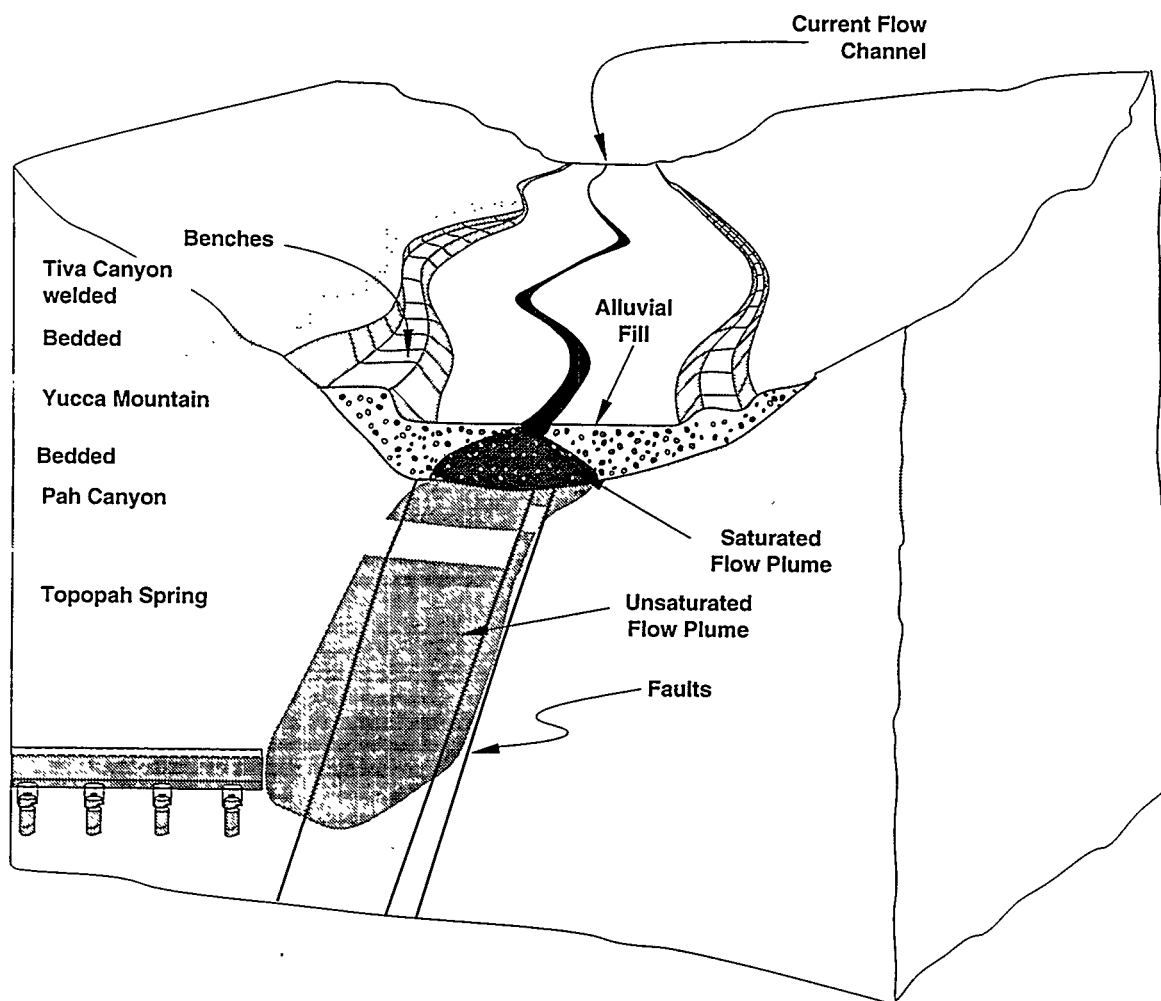 Current Flow
Channel
Benches
Tiva Canyon
welded
Bedded
Alluvial
Fill
Yucca Mountain
Bedded
Pah Canyon
Saturated
Flow Plume
Topopah Spring
Unsaturated
Flow Plume
Faults